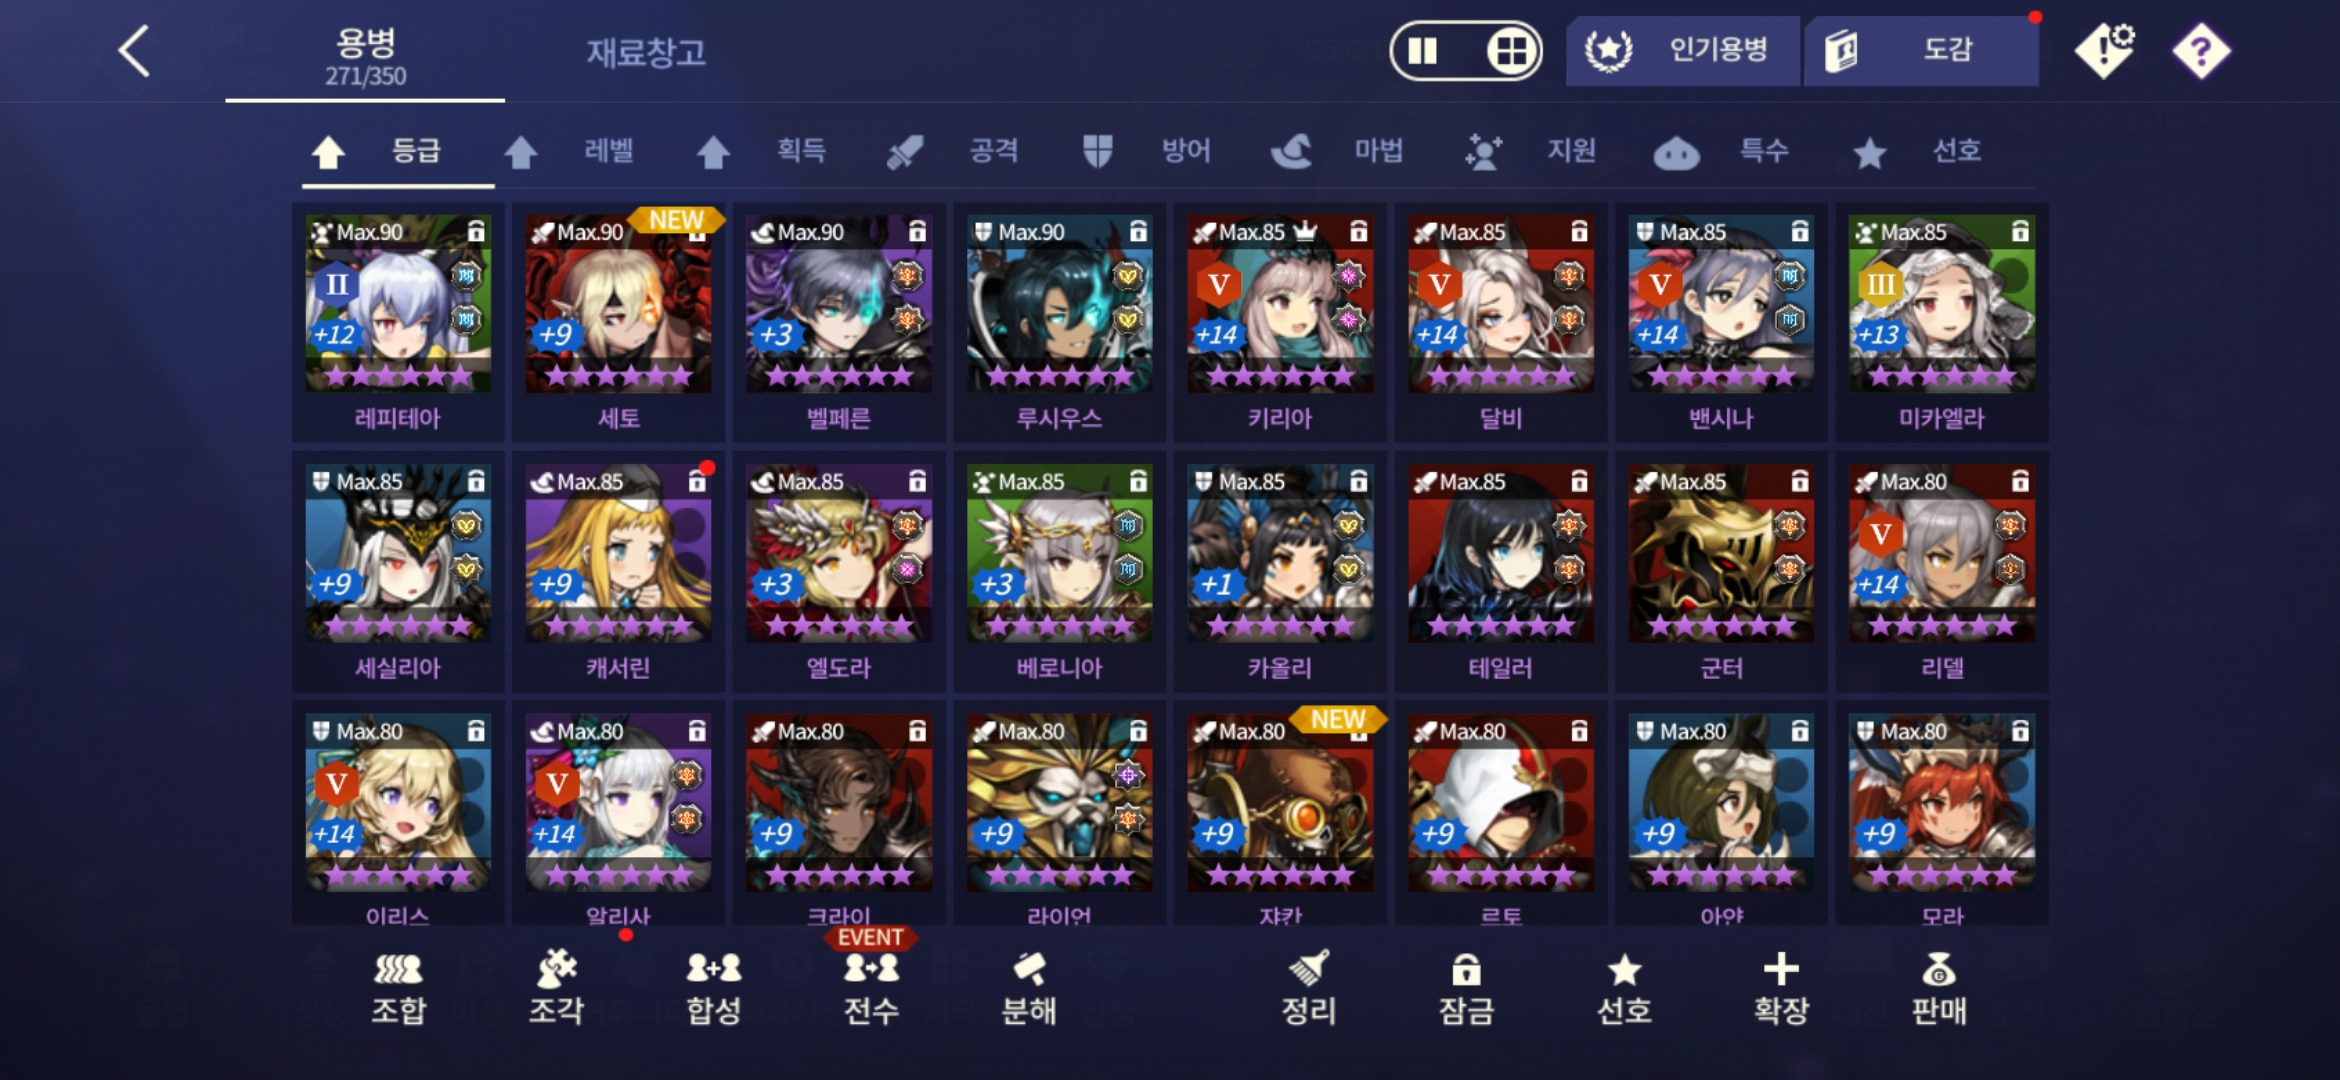 용병
271/350
재료창고
인기용병
도감
등급
레벨
획득
공격
방어
마법
지원
특수
선호
Max.90
Max.90
NEW
Max.90
Max.90
Max.85
Max.85
Max.85
Max.85
II
V
V
V
III
+12
+9
+3
+14
+14
+14
+13
레피테아
세토
벨페른
루시우스
키리아
달비
밴시나
미카엘라
Max.85
Max.85
Max.85
Max.85
Max.85
Max.85
Max.85
Max.80
V
+9
+9
+3
+3
+1
+14
세실리아
캐서린
엘도라
베로니아
카올리
테일러
군터
리델
Max.80
Max.80
Max.80
Max.80
Max.80
NEW
Max.80
Max.80
Max.80
V
V
+14
+14
+9
+9
+9
+9
+9
+9
이리스
알리사
크라이
라이언
쟈칸
르토
아얀
모라
조합
조각
합성
EVENT
전수
분해
정리
잠금
선호
확장
판매